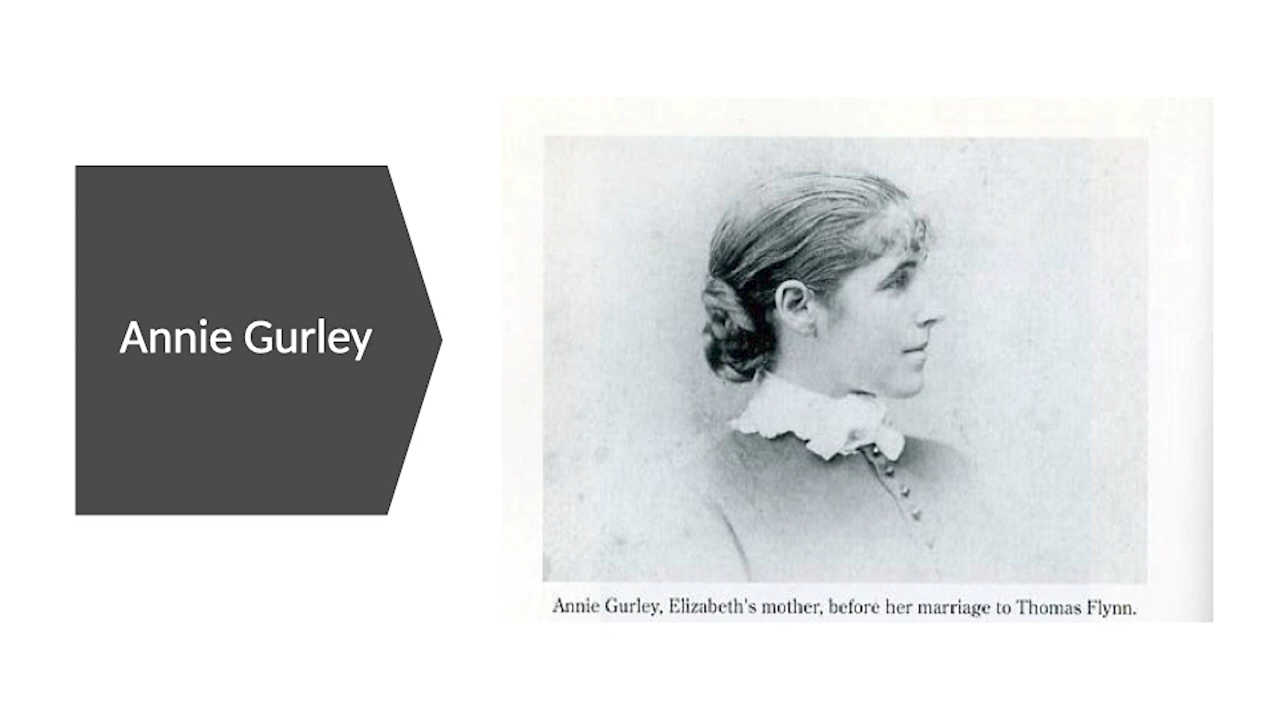 Annie Gurley
Annie Gurley, Elizabeth's mother, before her marriage to Thomas Flynn.